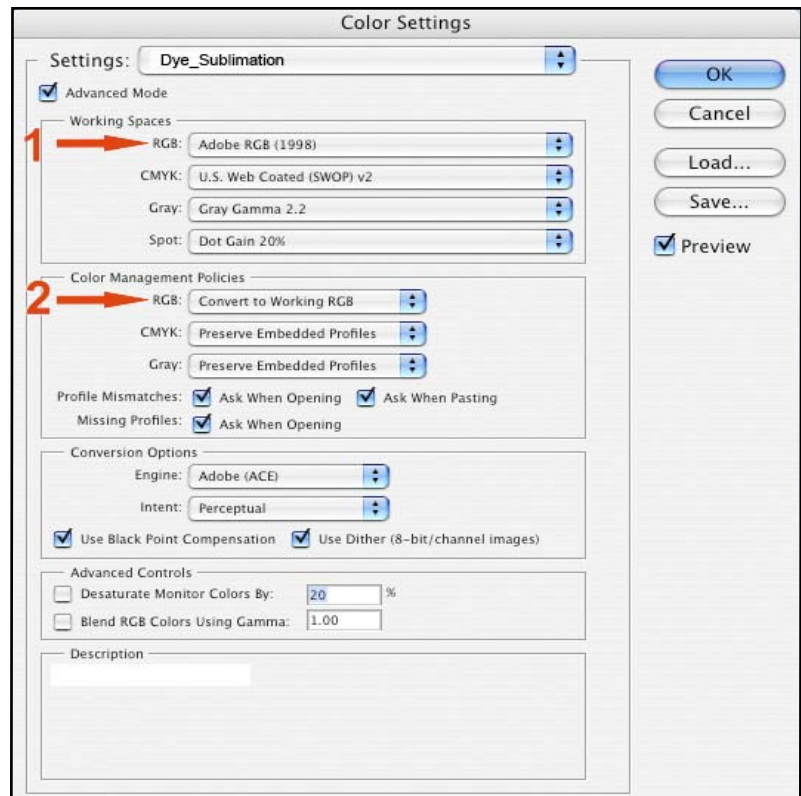 Color Settings
Settings: Dye_Sublimation
OK
Advanced Mode
Cancel
Working Spaces
1 RGB: Adobe RGB (1998)
Load...
CMYK: U.S. Web Coated (SWOP) v2
Save...
Gray: Gray Gamma 2.2
Spot: Dot Gain 20%
Preview
Color Management Policies
2 RGB: Convert to Working RGB
CMYK: Preserve Embedded Profiles
Gray: Preserve Embedded Profiles
Profile Mismatches: Ask When Opening Ask When Pasting
Missing Profiles: Ask When Opening
Conversion Options
Engine: Adobe (ACE)
Intent: Perceptual
Use Black Point Compensation Use Dither (8-bit/channel images)
Advanced Controls
Desaturate Monitor Colors By: 20 %
Blend RGB Colors Using Gamma: 1.00
Description